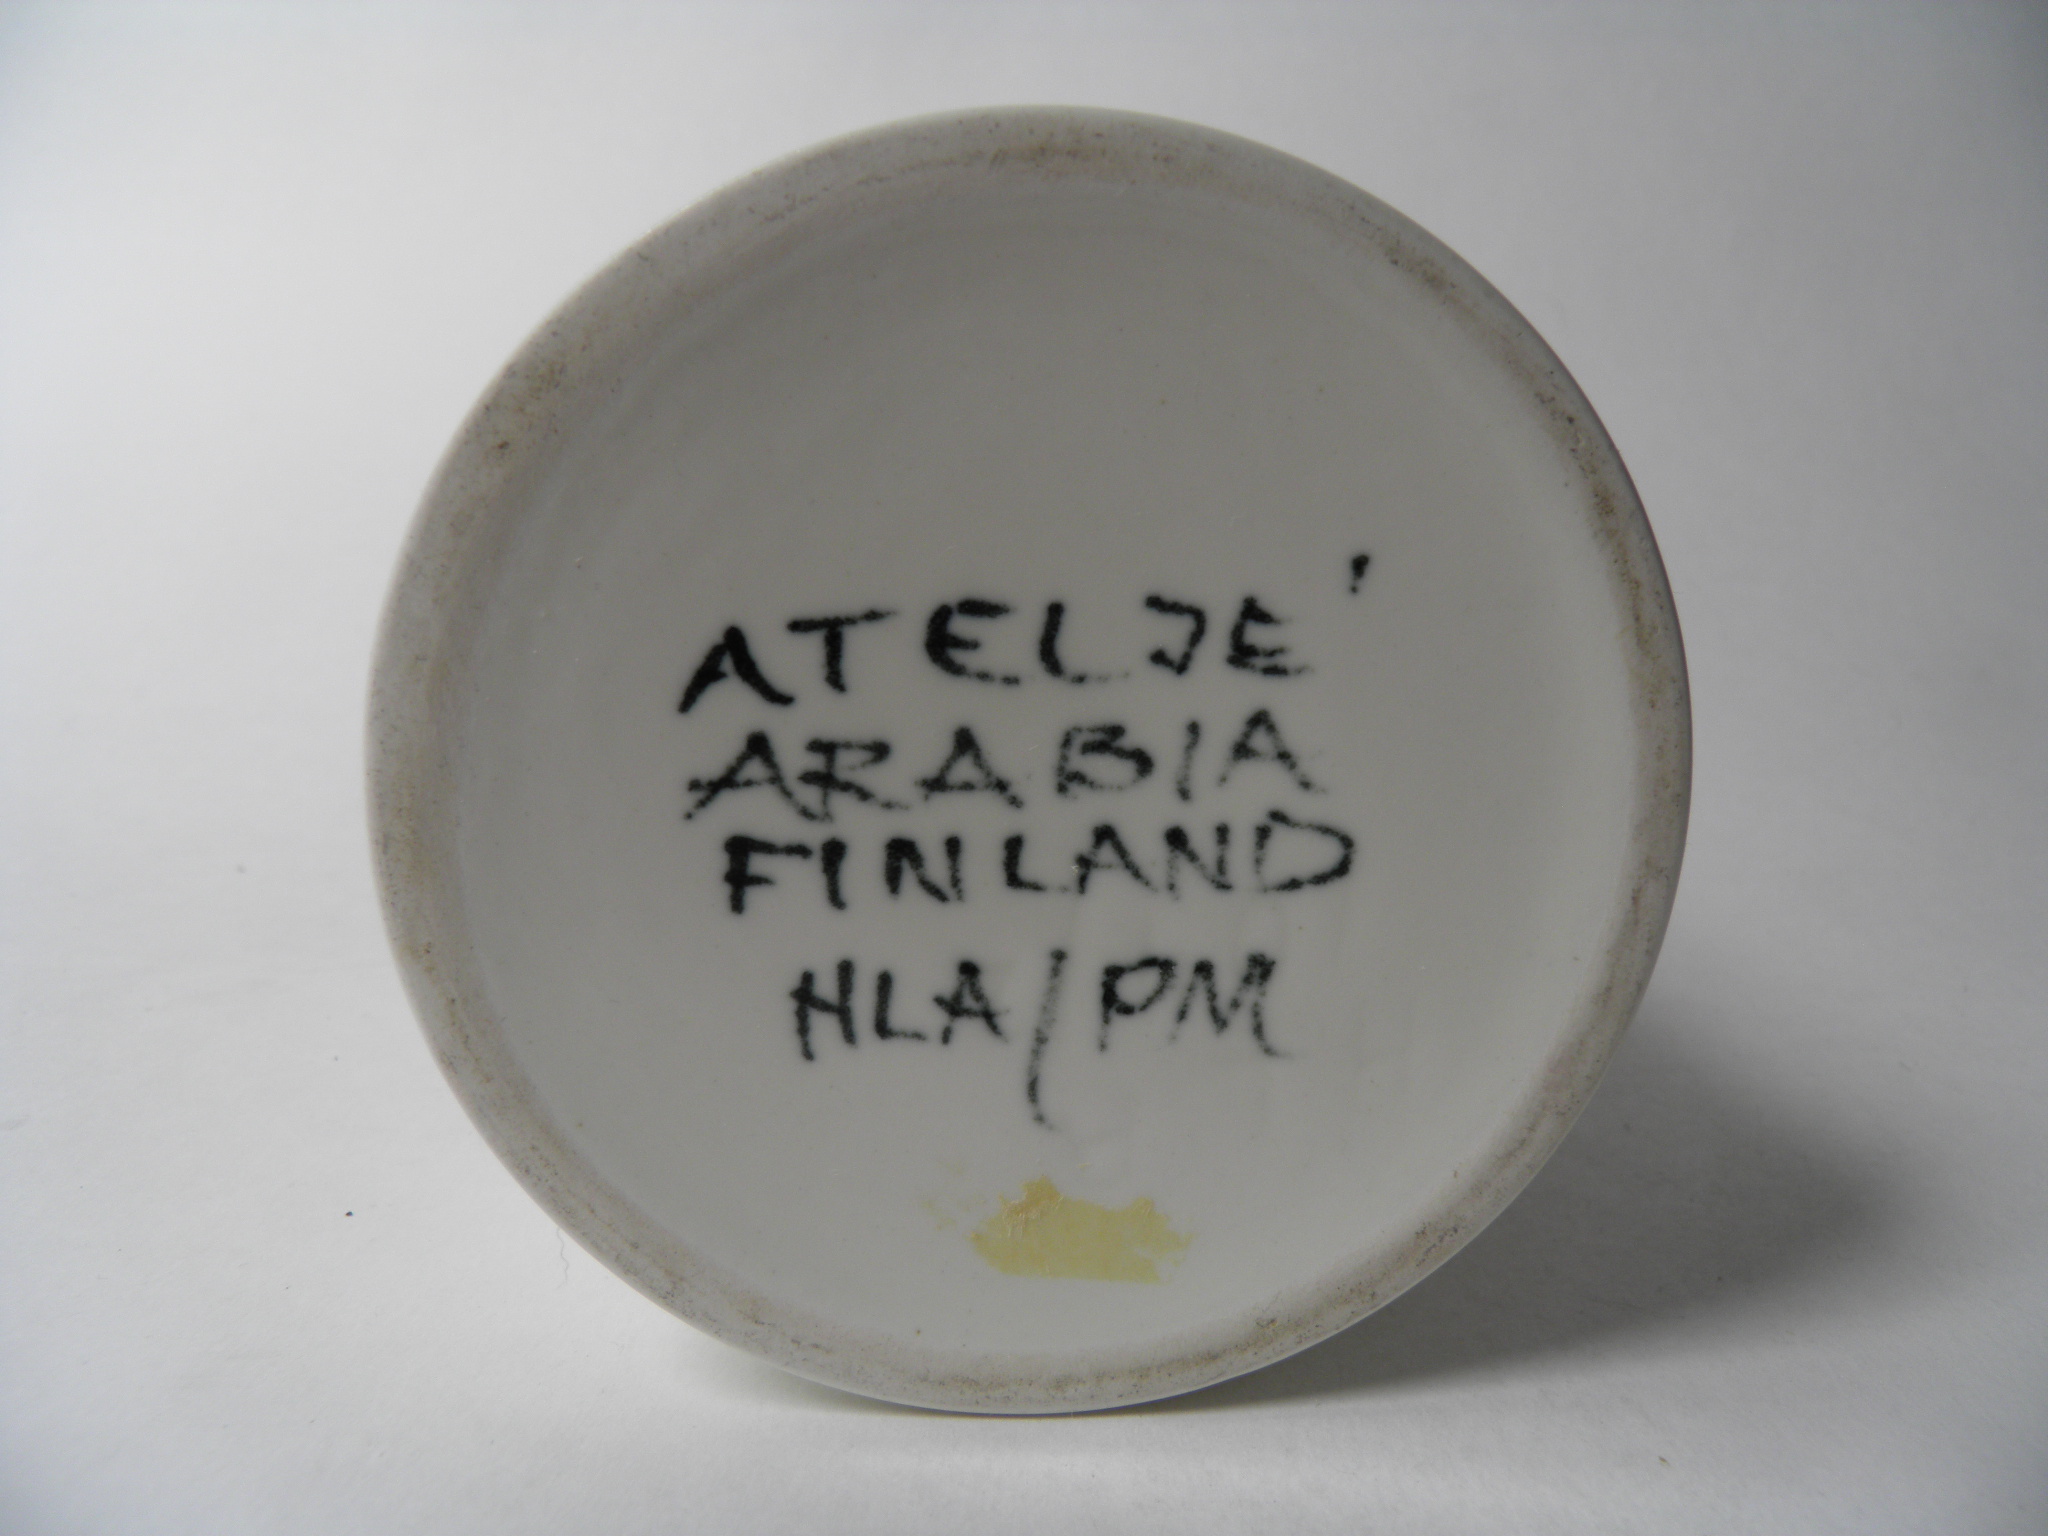 ATELJE'
ARABIA
FINLAND
HLA/PM